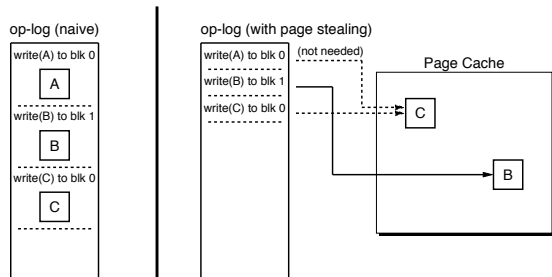 op-log (naive)
write(A) to blk 0
A
write(B) to blk 1
B
write(C) to blk 0
C
op-log (with page stealing)
write(A) to blk 0
(not needed)
write(B) to blk 1
write(C) to blk 0
Page Cache
C
B